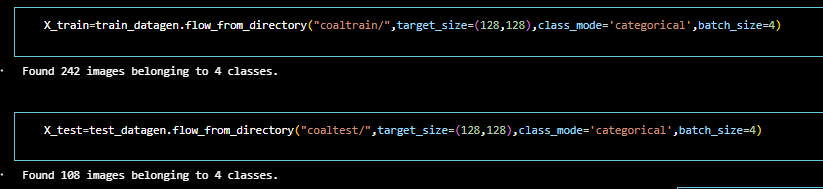 X_train=train_datagen.flow_from_directory("coaltrain/",target_size=(128,128),class_mode='categorical',batch_size=4)
Found 242 images belonging to 4 classes.
X_test=test_datagen.flow_from_directory("coaltest/",target_size=(128,128),class_mode='categorical',batch_size=4)
Found 108 images belonging to 4 classes.